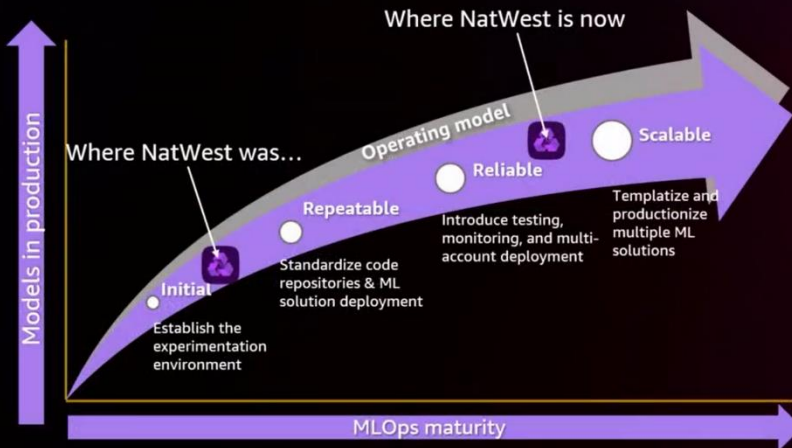 Where NatWest is now
Where NatWest was...
Operating model
Models in production
Initial
Establish the
experimentation
environment
Repeatable
Standardize code
repositories & ML
solution deployment
Reliable
Introduce testing,
monitoring, and multi-
account deployment
Scalable
Templatize and
productionize
multiple ML
solutions
MLOps maturity